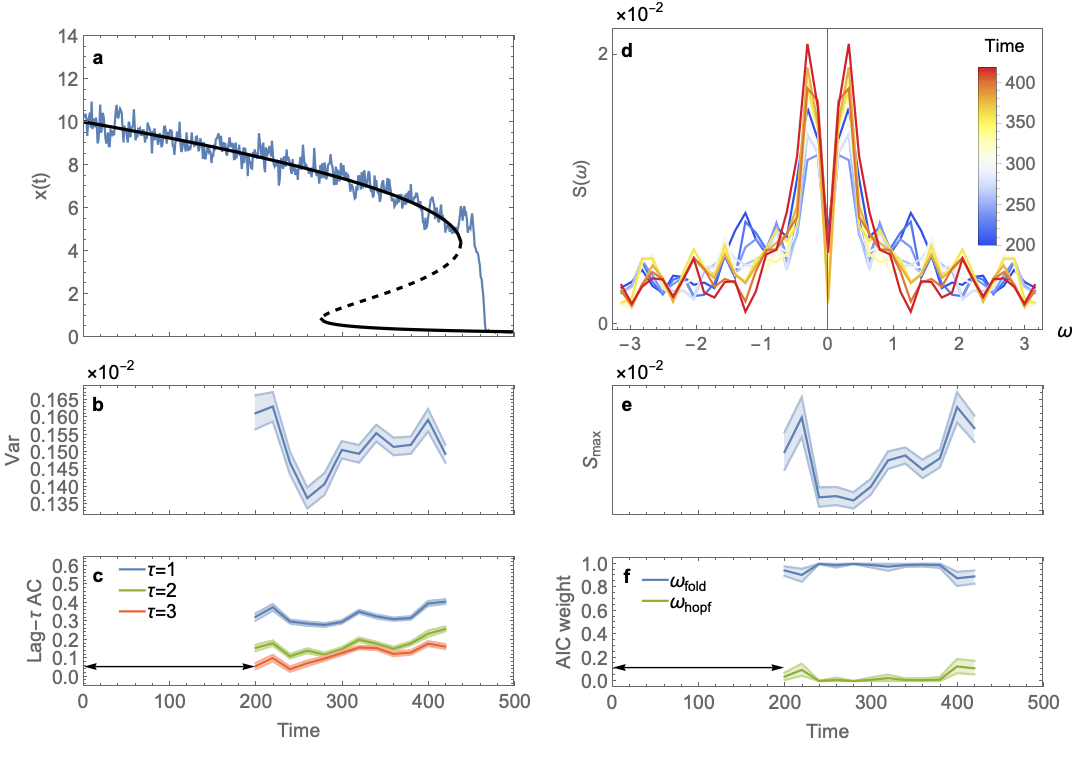 a
14
12
10
8
6
4
2
0
x(t)
×10−2
d
Time
400
350
300
250
200
2
0
S(ω)
−3 −2 −1 0 1 2 3 ω
×10−2
b
0.165
0.160
0.155
0.150
0.145
0.140
0.135
Var
×10−2
e
Smax
c
τ=1
τ=2
τ=3
0.6
0.5
0.4
0.3
0.2
0.1
0.0
Lag−τ AC
0 100 200 300 400 500
Time
f
ωfold
ωhopf
1.0
0.8
0.6
0.4
0.2
0.0
AIC weight
0 100 200 300 400 500
Time